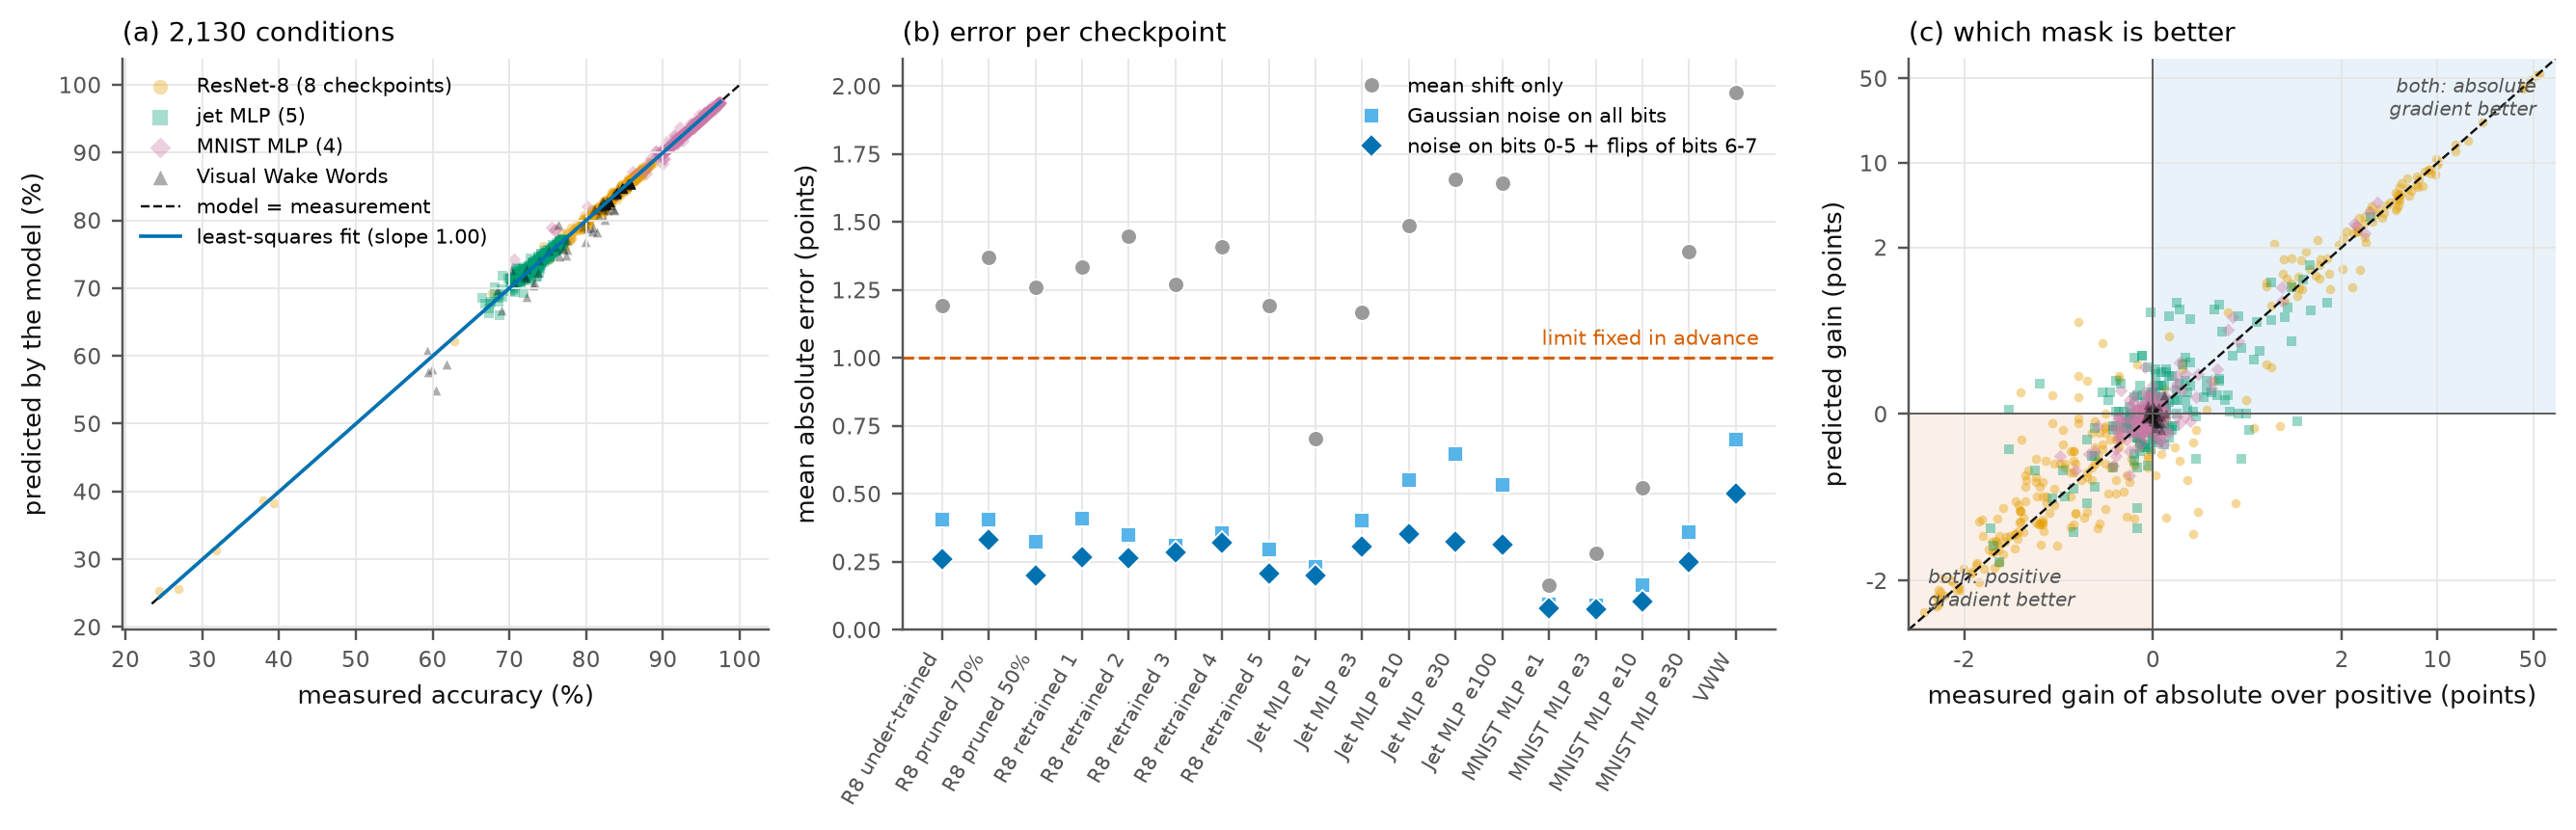 (a) 2,130 conditions
ResNet-8 (8 checkpoints)
jet MLP (5)
MNIST MLP (4)
Visual Wake Words
model = measurement
least-squares fit (slope 1.00)
predicted by the model (%)
100
90
80
70
60
50
40
30
20
20 30 40 50 60 70 80 90 100
measured accuracy (%)
(b) error per checkpoint
mean shift only
Gaussian noise on all bits
noise on bits 0-5 + flips of bits 6-7
limit fixed in advance
mean absolute error (points)
2.00
1.75
1.50
1.25
1.00
0.75
0.50
0.25
0.00
R8 under-trained
R8 pruned 70%
R8 pruned 50%
R8 retrained 1
R8 retrained 2
R8 retrained 3
R8 retrained 4
R8 retrained 5
Jet MLP e1
Jet MLP e3
Jet MLP e10
Jet MLP e30
Jet MLP e100
MNIST MLP e1
MNIST MLP e3
MNIST MLP e10
MNIST MLP e30
VWW
(c) which mask is better
both: absolute
gradient better
both: positive
gradient better
predicted gain (points)
50
10
2
0
-2
-2 0 2 10 50
measured gain of absolute over positive (points)